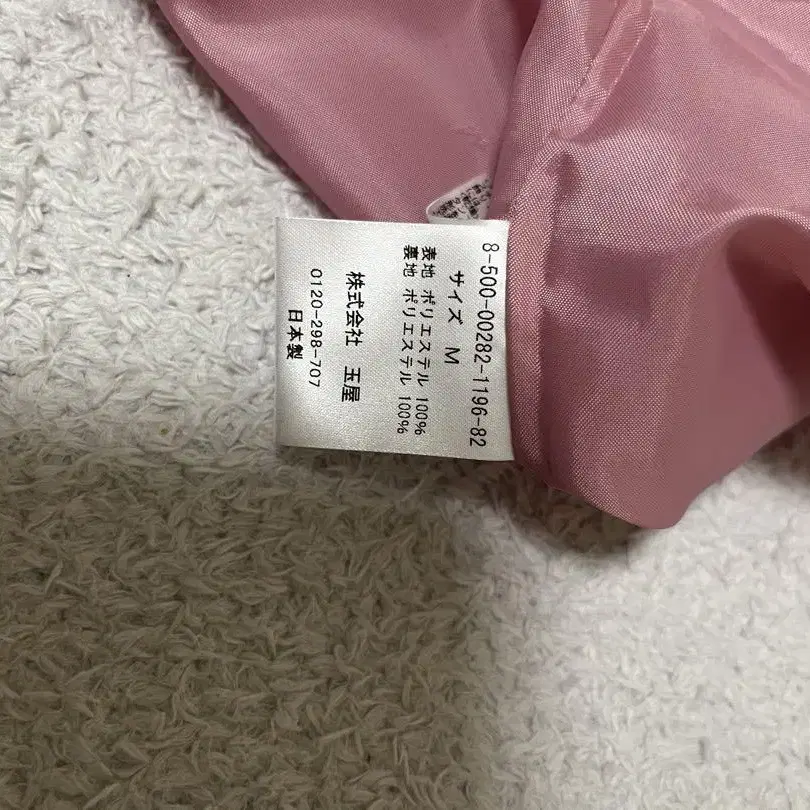 8-500-00282-1196-82
サイズ M
表地 ポリエステル 100%
裏地 ポリエステル 100%
株式会社 玉屋
0120-298-707
日本製